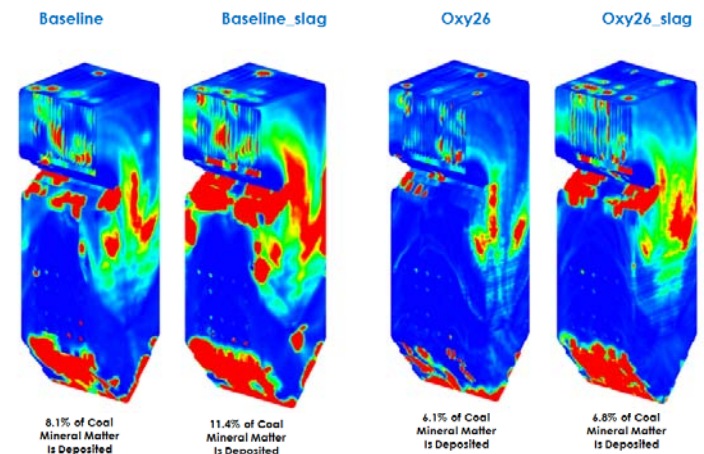 Baseline
Baseline_slag
Oxy26
Oxy26_slag
8.1% of Coal
Mineral Matter
Is Deposited
11.4% of Coal
Mineral Matter
Is Deposited
6.1% of Coal
Mineral Matter
Is Deposited
6.8% of Coal
Mineral Matter
Is Deposited